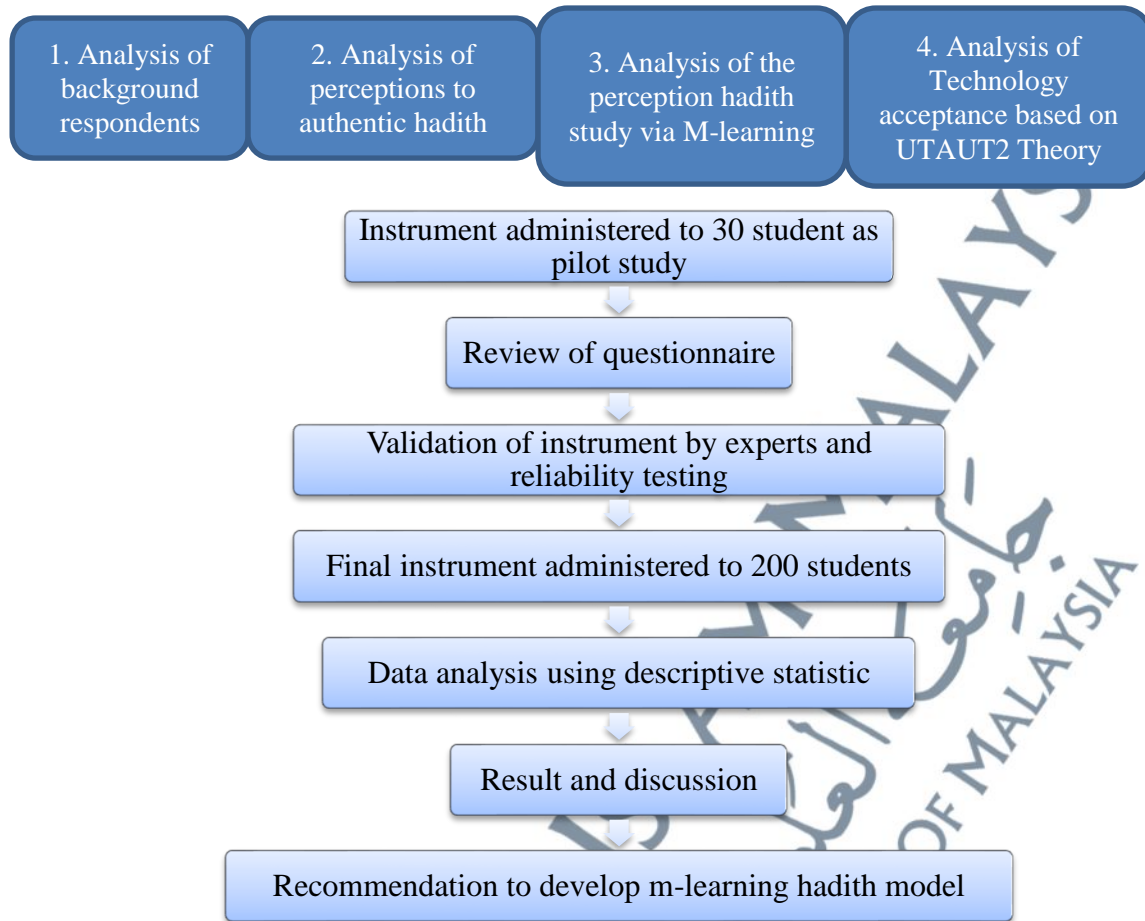 1. Analysis of
background
respondents
2. Analysis of
perceptions to
authentic hadith
3. Analysis of the
perception hadith
study via M-learning
4. Analysis of
Technology
acceptance based on
UTAUT2 Theory
Instrument administered to 30 student as
pilot study
Review of questionnaire
Validation of instrument by experts and
reliability testing
Final instrument administered to 200 students
Data analysis using descriptive statistic
Result and discussion
Recommendation to develop m-learning hadith model
OF MALAYSIA